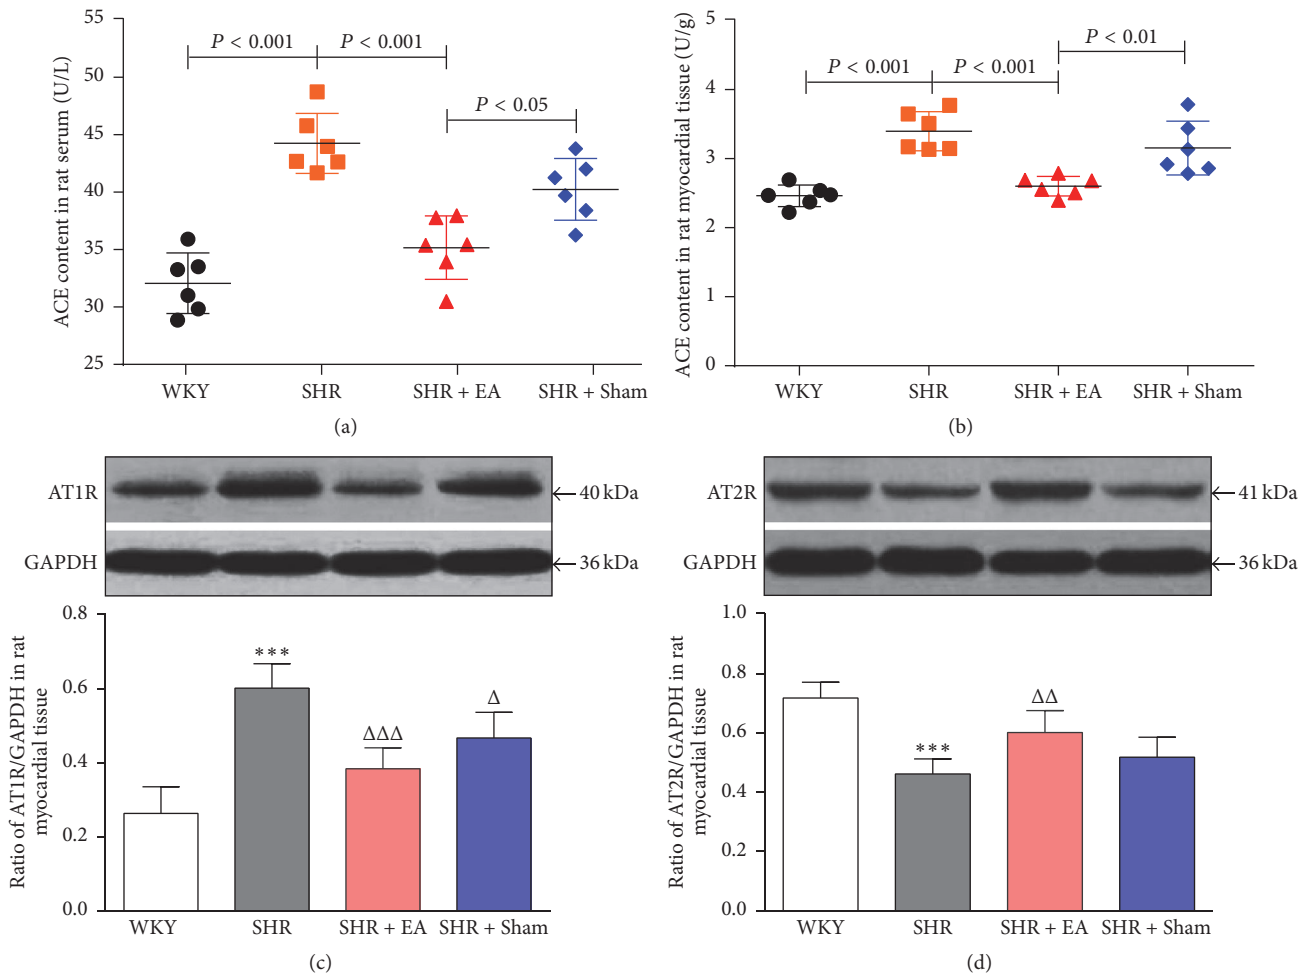 ACE content in rat serum (U/L)
55
50
45
40
35
30
25
P < 0.001
P < 0.001
P < 0.05
WKY
SHR
SHR + EA
SHR + Sham
(a)
ACE content in rat myocardial tissue (U/g)
5
4
3
2
1
0
P < 0.001
P < 0.001
P < 0.01
WKY
SHR
SHR + EA
SHR + Sham
(b)
AT1R
40 kDa
GAPDH
36 kDa
Ratio of AT1R/GAPDH in rat
myocardial tissue
0.8
0.6
0.4
0.2
0.0
***
ΔΔΔ
Δ
WKY
SHR
SHR + EA
SHR + Sham
(c)
AT2R
41 kDa
GAPDH
36 kDa
Ratio of AT2R/GAPDH in rat
myocardial tissue
1.0
0.8
0.6
0.4
0.2
0.0
***
ΔΔ
WKY
SHR
SHR + EA
SHR + Sham
(d)